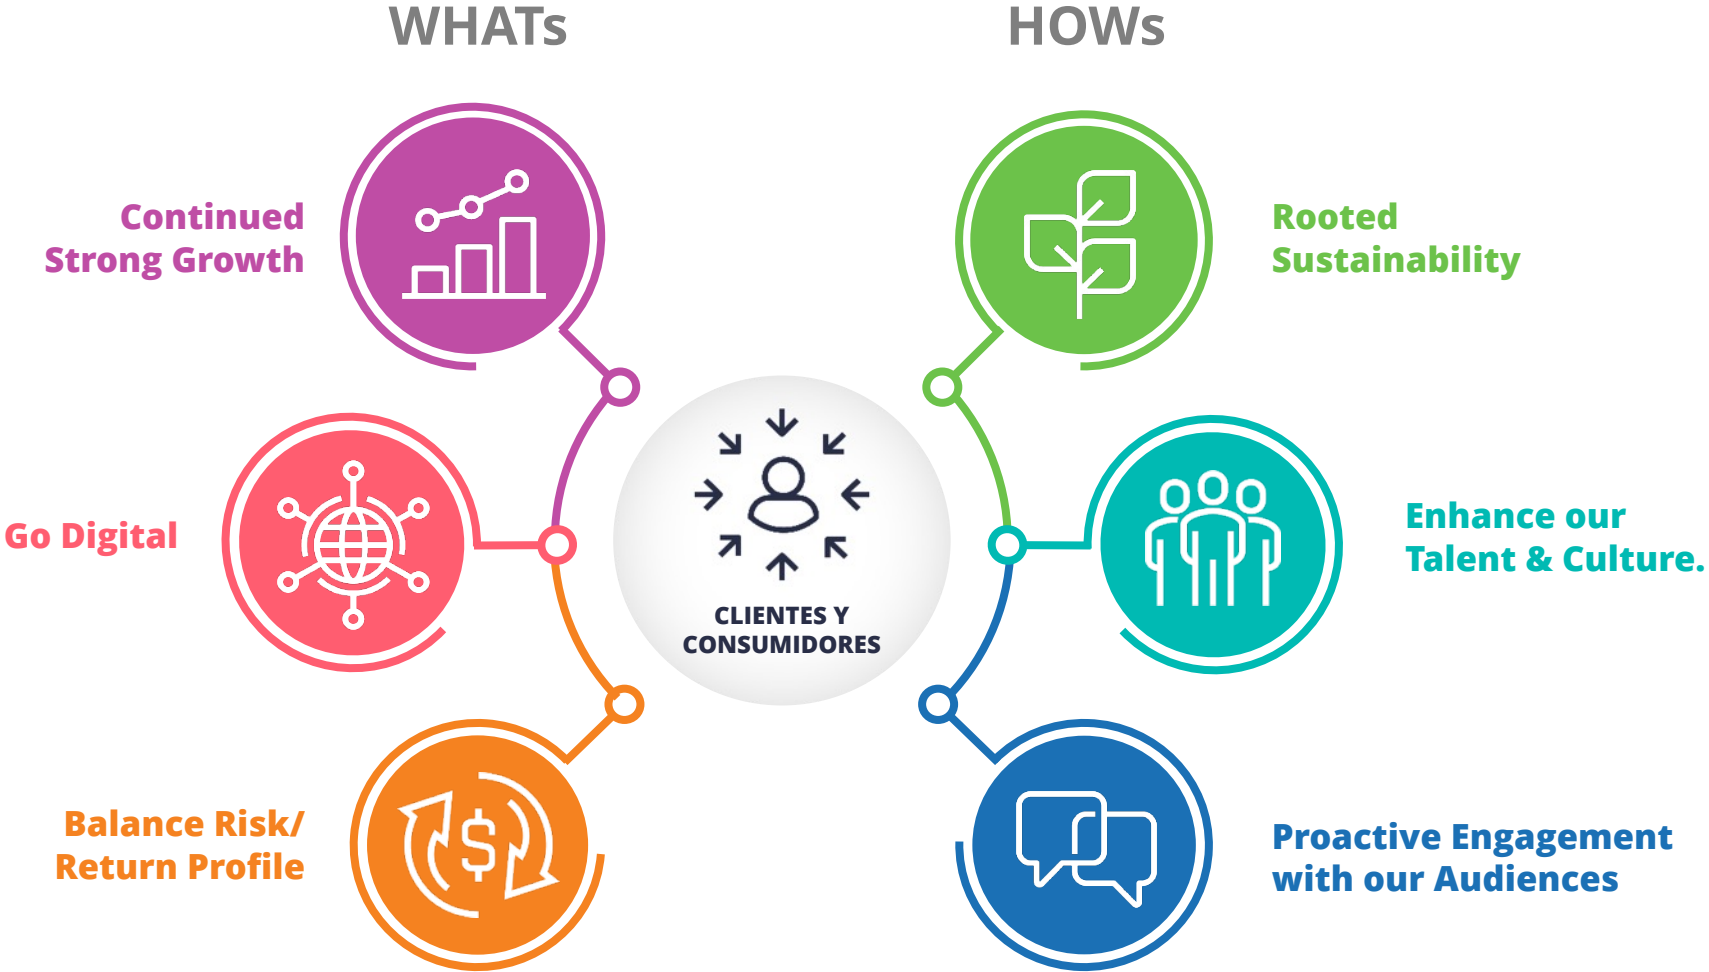 WHATs
HOWs
Continued
Strong Growth
Rooted
Sustainability
Go Digital
Enhance our
Talent & Culture.
CLIENTES Y
CONSUMIDORES
Balance Risk/
Return Profile
$
Proactive Engagement
with our Audiences